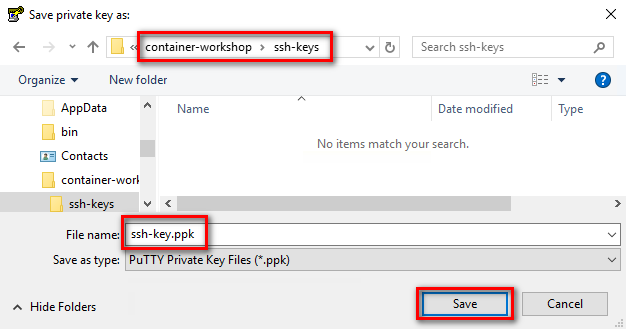 Save private key as:
« container-workshop > ssh-keys
Search ssh-keys
Organize
New folder
?
AppData
bin
Contacts
container-work
ssh-keys
Name
Date modified
Type
No items match your search.
File name: ssh-key.ppk
Save as type: PuTTY Private Key Files (*.ppk)
Hide Folders
Save
Cancel